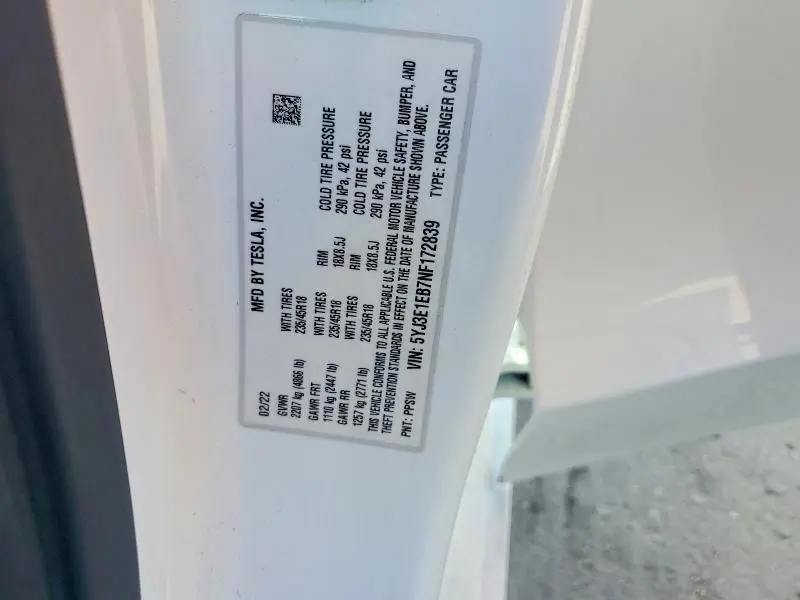 MFD BY TESLA, INC.
02/22
GVWR WITH TIRES RIM COLD TIRE PRESSURE
2207 kg (4866 lb) 235/45R18 18X8.5J 290 kPa, 42 psi
GAWR FRT WITH TIRES RIM COLD TIRE PRESSURE
1110 kg (2447 lb) 235/45R18 18X8.5J 290 kPa, 42 psi
GAWR RR WITH TIRES
1257 kg (2771 lb) 235/45R18
THIS VEHICLE CONFORMS TO ALL APPLICABLE U.S. FEDERAL MOTOR VEHICLE SAFETY, BUMPER, AND
THEFT PREVENTION STANDARDS IN EFFECT ON THE DATE OF MANUFACTURE SHOWN ABOVE.
VIN: 5YJ3E1EB7NF172839
PNT: PPSW TYPE: PASSENGER CAR